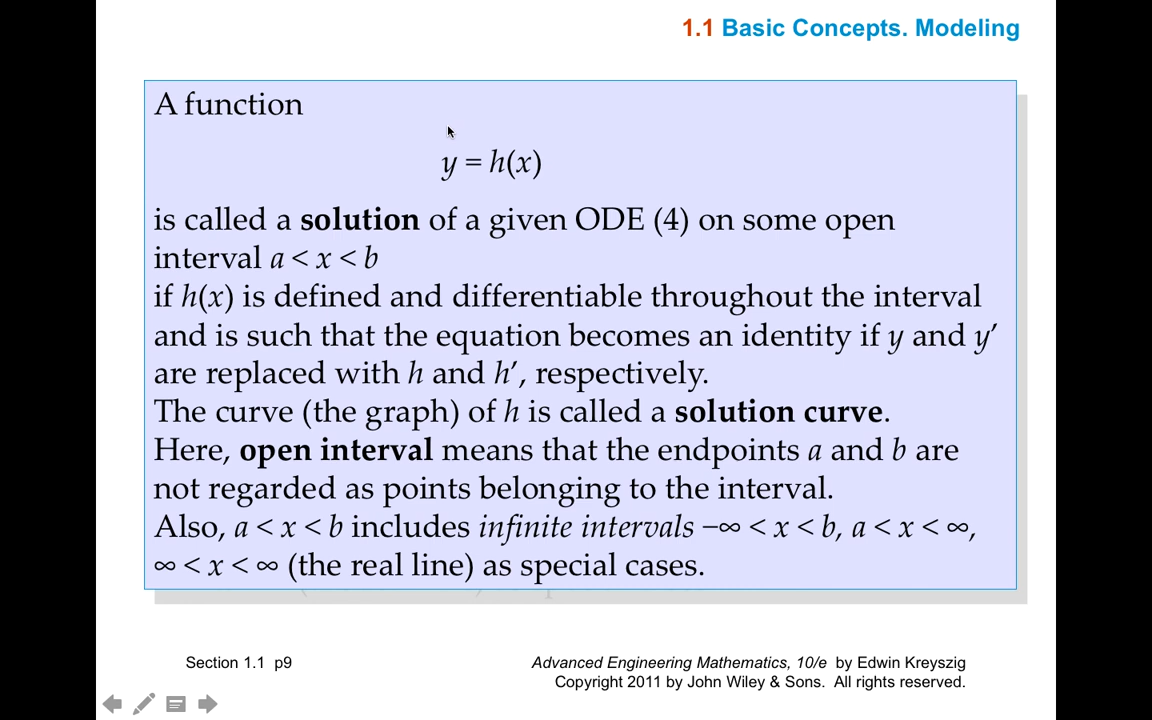 1.1 Basic Concepts. Modeling
A function
y = h(x)
is called a solution of a given ODE (4) on some open
interval a < x < b
if h(x) is defined and differentiable throughout the interval
and is such that the equation becomes an identity if y and y′
are replaced with h and h′, respectively.
The curve (the graph) of h is called a solution curve.
Here, open interval means that the endpoints a and b are
not regarded as points belonging to the interval.
Also, a < x < b includes infinite intervals −∞ < x < b, a < x < ∞,
∞ < x < ∞ (the real line) as special cases.
Section 1.1 p9
Advanced Engineering Mathematics, 10/e by Edwin Kreyszig
Copyright 2011 by John Wiley & Sons. All rights reserved.